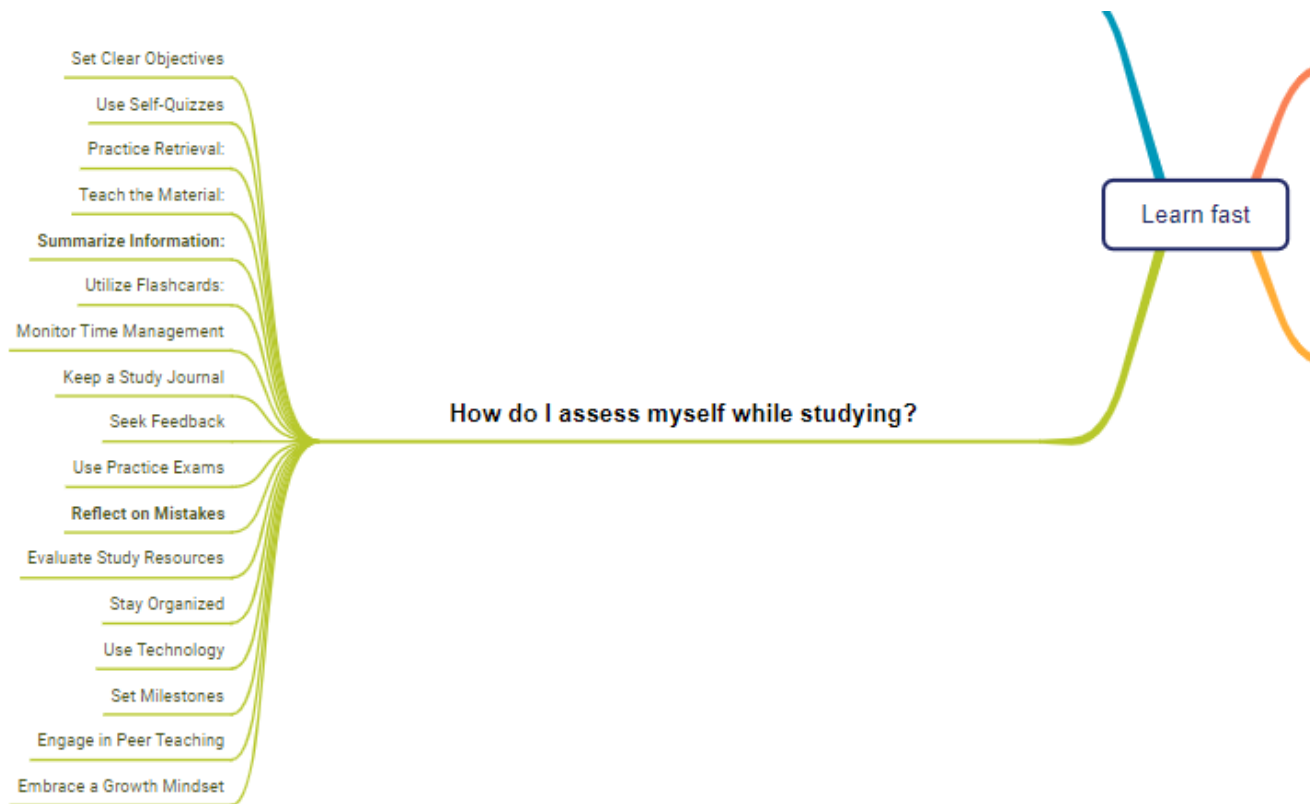 Set Clear Objectives
Use Self-Quizzes
Practice Retrieval:
Teach the Material:
Summarize Information:
Utilize Flashcards:
Monitor Time Management
Keep a Study Journal
Seek Feedback
Use Practice Exams
Reflect on Mistakes
Evaluate Study Resources
Stay Organized
Use Technology
Set Milestones
Engage in Peer Teaching
Embrace a Growth Mindset
How do I assess myself while studying?
Learn fast